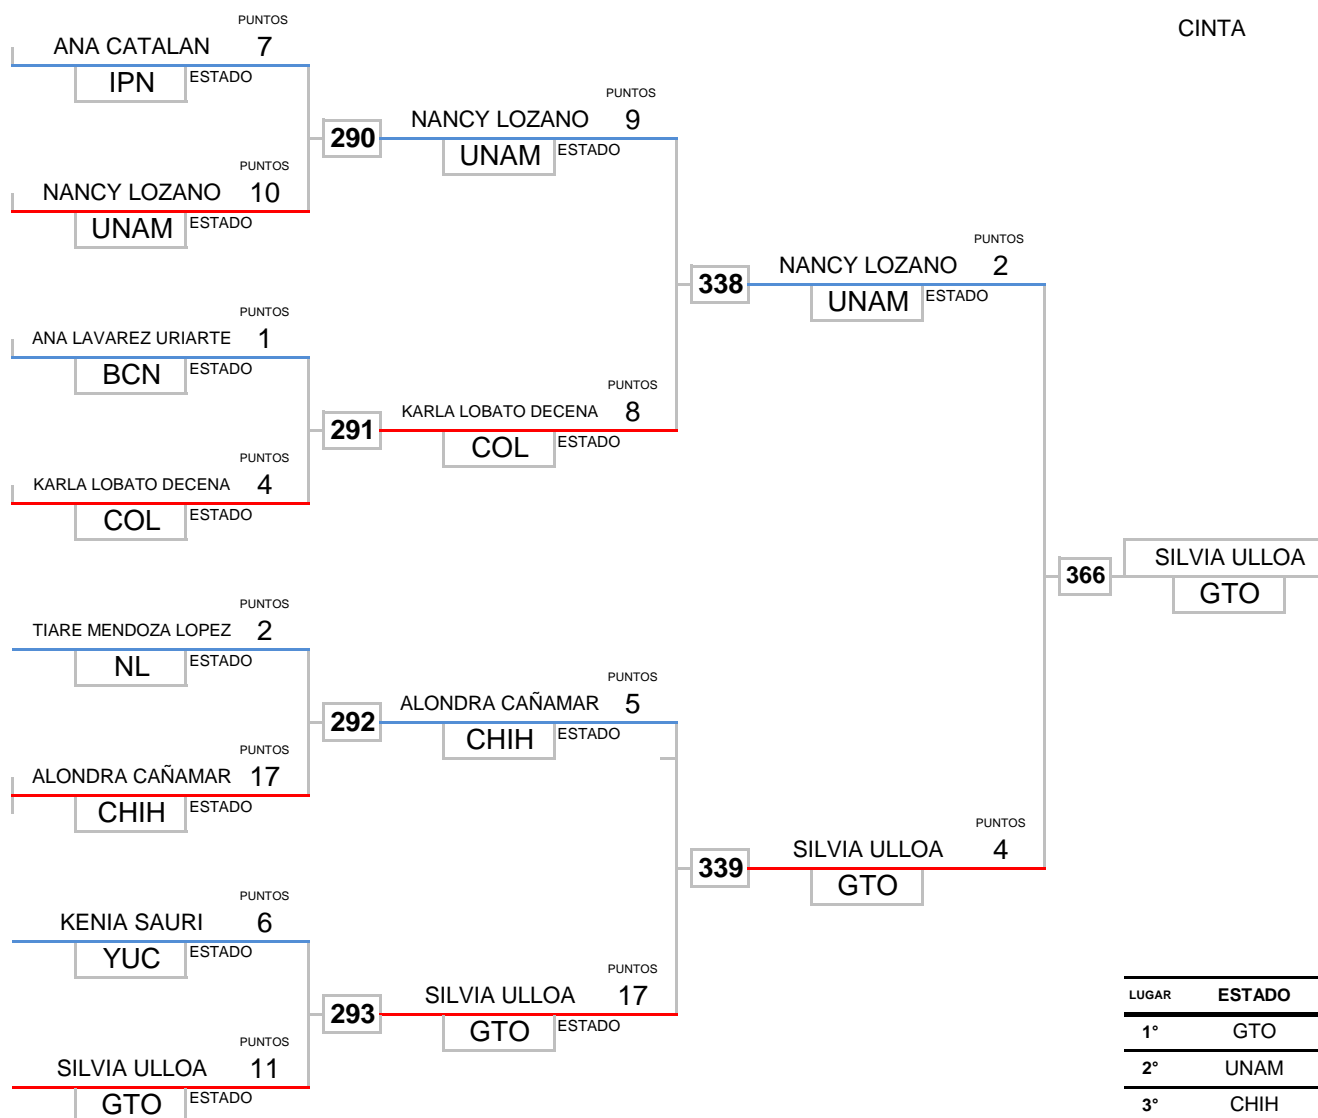 PUNTOS
CINTA
ANA CATALAN 7
IPN ESTADO
PUNTOS
290 NANCY LOZANO 9
UNAM ESTADO
PUNTOS
NANCY LOZANO 10
UNAM ESTADO
PUNTOS
338 NANCY LOZANO 2
UNAM ESTADO
PUNTOS
ANA LAVAREZ URIARTE 1
BCN ESTADO
PUNTOS
291 KARLA LOBATO DECENA 8
COL ESTADO
PUNTOS
KARLA LOBATO DECENA 4
COL ESTADO
366 SILVIA ULLOA
GTO
PUNTOS
TIARE MENDOZA LOPEZ 2
NL ESTADO
PUNTOS
292 ALONDRA CAÑAMAR 5
CHIH ESTADO
PUNTOS
ALONDRA CAÑAMAR 17
CHIH ESTADO
PUNTOS
339 SILVIA ULLOA 4
GTO
PUNTOS
KENIA SAURI 6
YUC ESTADO
PUNTOS
293 SILVIA ULLOA 17
GTO ESTADO
PUNTOS
SILVIA ULLOA 11
GTO ESTADO
LUGAR ESTADO
1° GTO
2° UNAM
3° CHIH